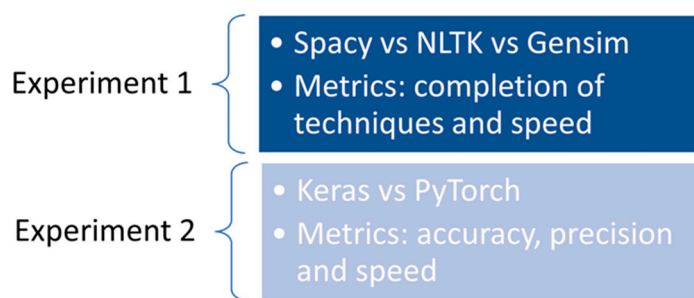 Experiment 1
• Spacy vs NLTK vs Gensim
• Metrics: completion of
techniques and speed
Experiment 2
• Keras vs PyTorch
• Metrics: accuracy, precision
and speed